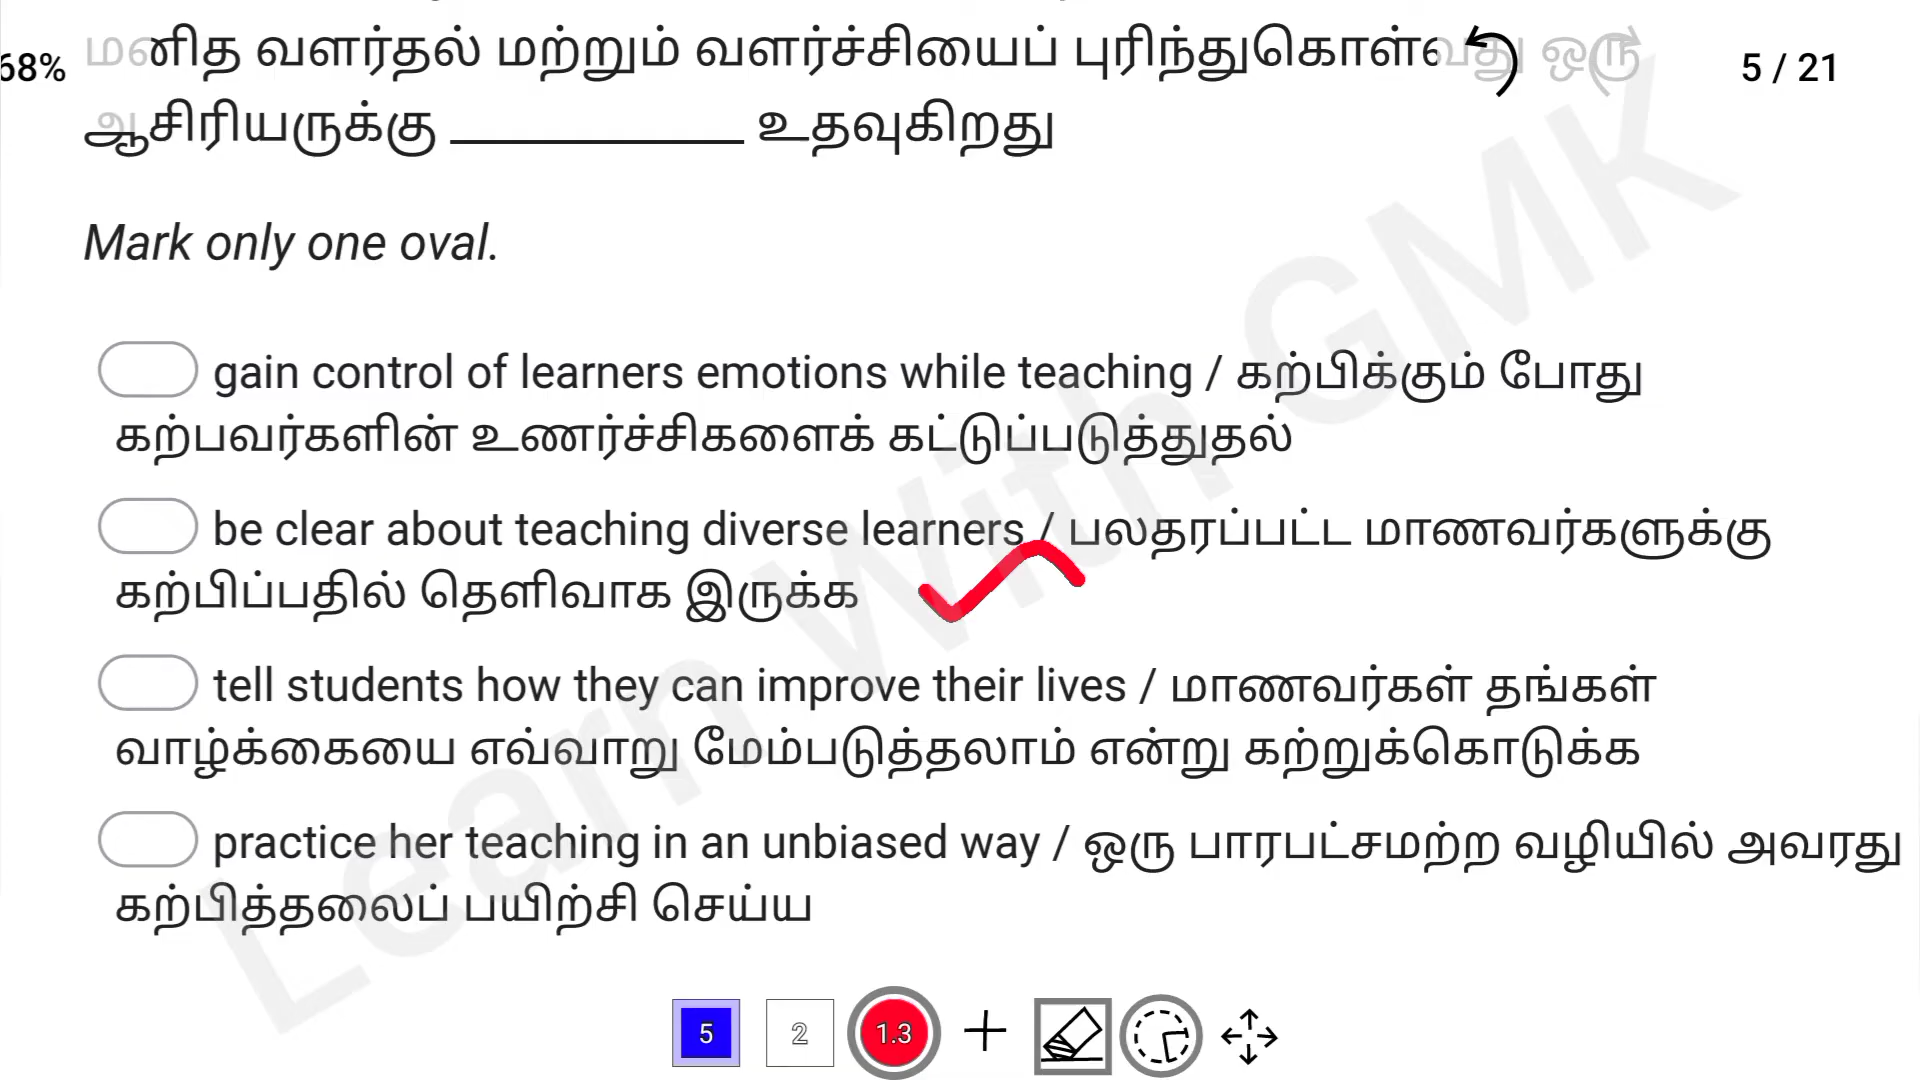 மனித வளர்தல் மற்றும் வளர்ச்சியைப் புரிந்துகொள்வது ஒரு
68% 5 / 21
ஆசிரியருக்கு ____________ உதவுகிறது
Mark only one oval.
gain control of learners emotions while teaching / கற்பிக்கும் போது
கற்பவர்களின் உணர்ச்சிகளைக் கட்டுப்படுத்துதல்
be clear about teaching diverse learners / பலதரப்பட்ட மாணவர்களுக்கு
கற்பிப்பதில் தெளிவாக இருக்க
tell students how they can improve their lives / மாணவர்கள் தங்கள்
வாழ்க்கையை எவ்வாறு மேம்படுத்தலாம் என்று கற்றுக்கொடுக்க
practice her teaching in an unbiased way / ஒரு பாரபட்சமற்ற வழியில் அவரது
கற்பித்தலைப் பயிற்சி செய்ய
Learn With GMK
5 2 1.3